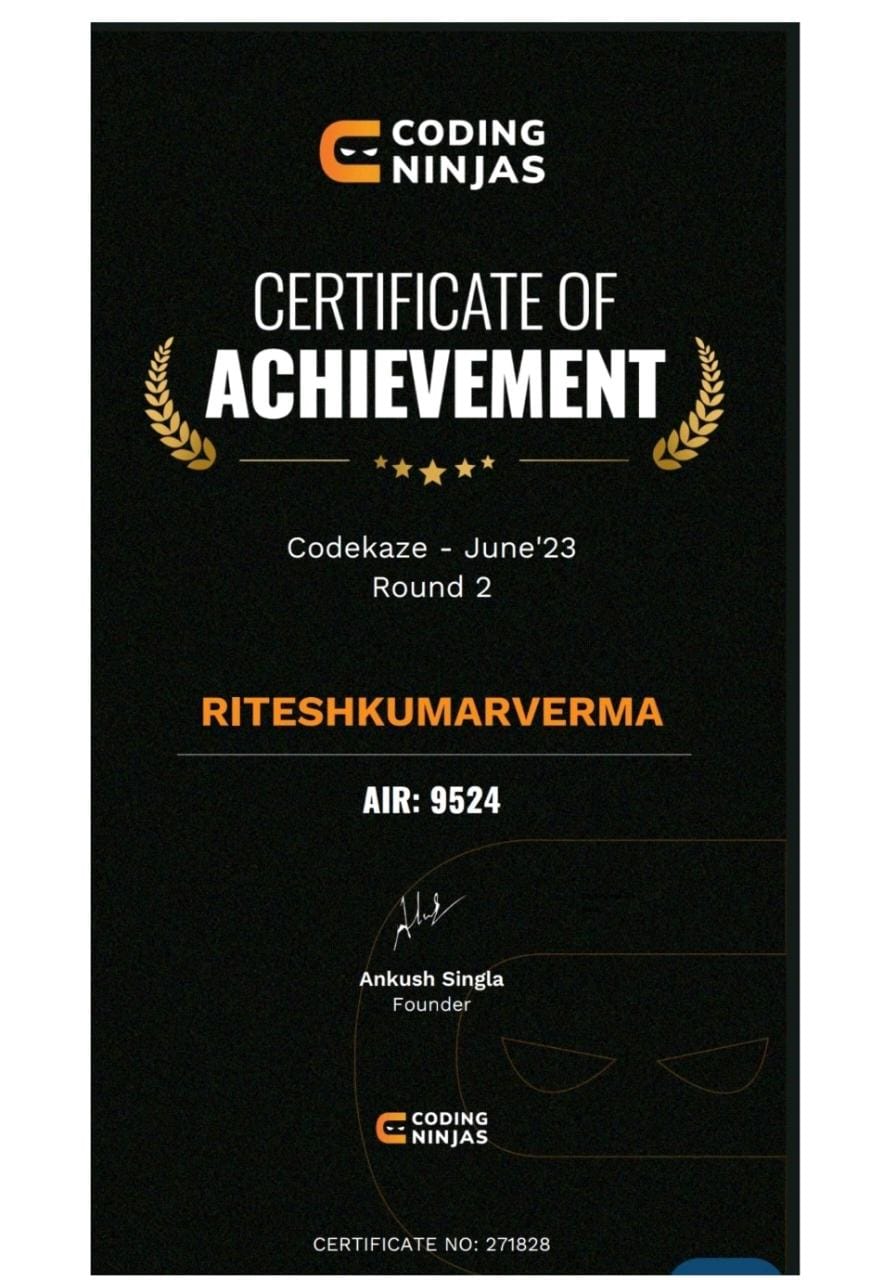 CODING
NINJAS
CERTIFICATE OF
ACHIEVEMENT
Codekaze - June'23
Round 2
RITESHKUMARVERMA
AIR: 9524
Ankush Singla
Founder
CODING
NINJAS
CERTIFICATE NO: 271828